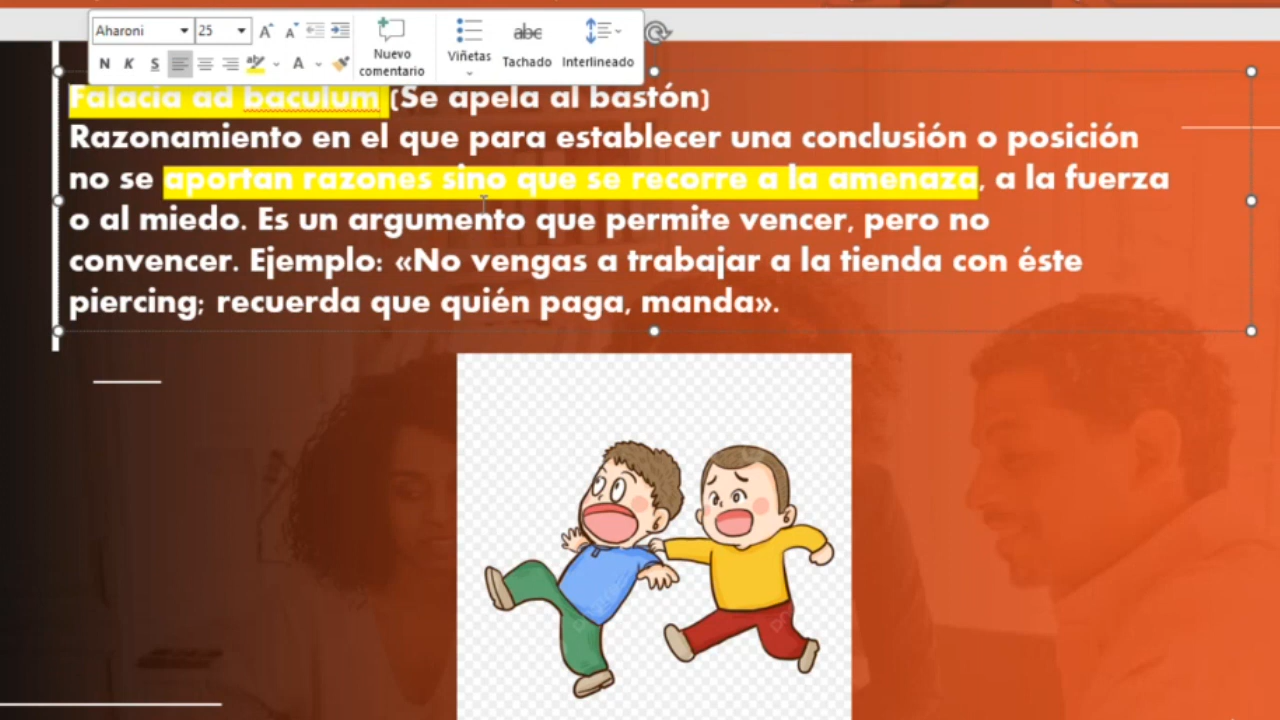 Aharoni
25
N K S
Nuevo
comentario
Viñetas
abc
Tachado
Interlineado
Falacia ad baculum (Se apela al bastón)
Razonamiento en el que para establecer una conclusión o posición
no se aportan razones sino que se recorre a la amenaza, a la fuerza
o al miedo. Es un argumento que permite vencer, pero no
convencer. Ejemplo: «No vengas a trabajar a la tienda con éste
piercing; recuerda que quién paga, manda».